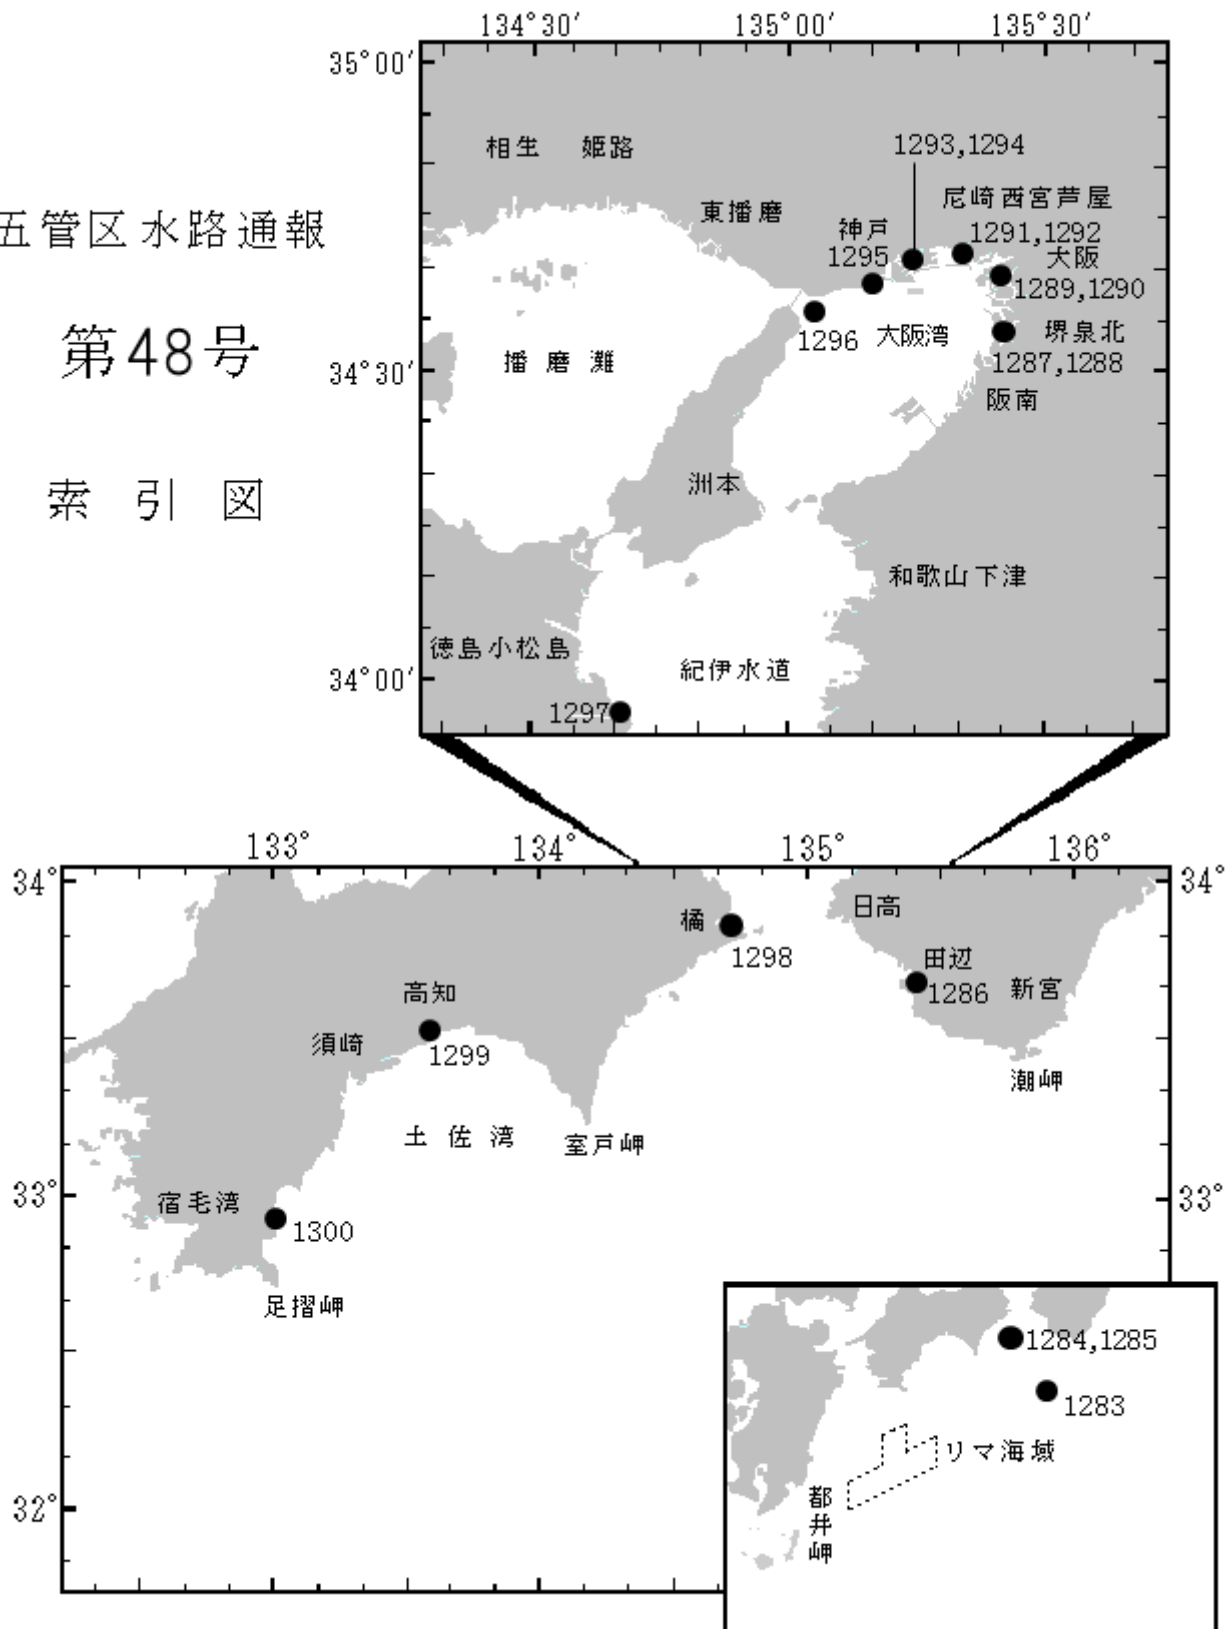 134°30′ 135°00′ 135°30′
35°00′
相生 姫路
1293,1294
尼崎西宮芦屋
東播磨
神戸
1291,1292
五管区水路通報
1295
大阪
1289,1290
第48号
1296
大阪湾
堺泉北
播磨灘
34°30′
1287,1288
阪南
索引図
洲本
和歌山下津
徳島小松島
紀伊水道
34°00′
1297
133° 134° 135° 136°
34° 34°
橘
1298
日高
田辺
1286
新宮
高知
須崎
1299
潮岬
土佐湾
室戸岬
33° 33°
宿毛湾
1300
足摺岬
1284,1285
1283
リマ海域
都井岬
32°